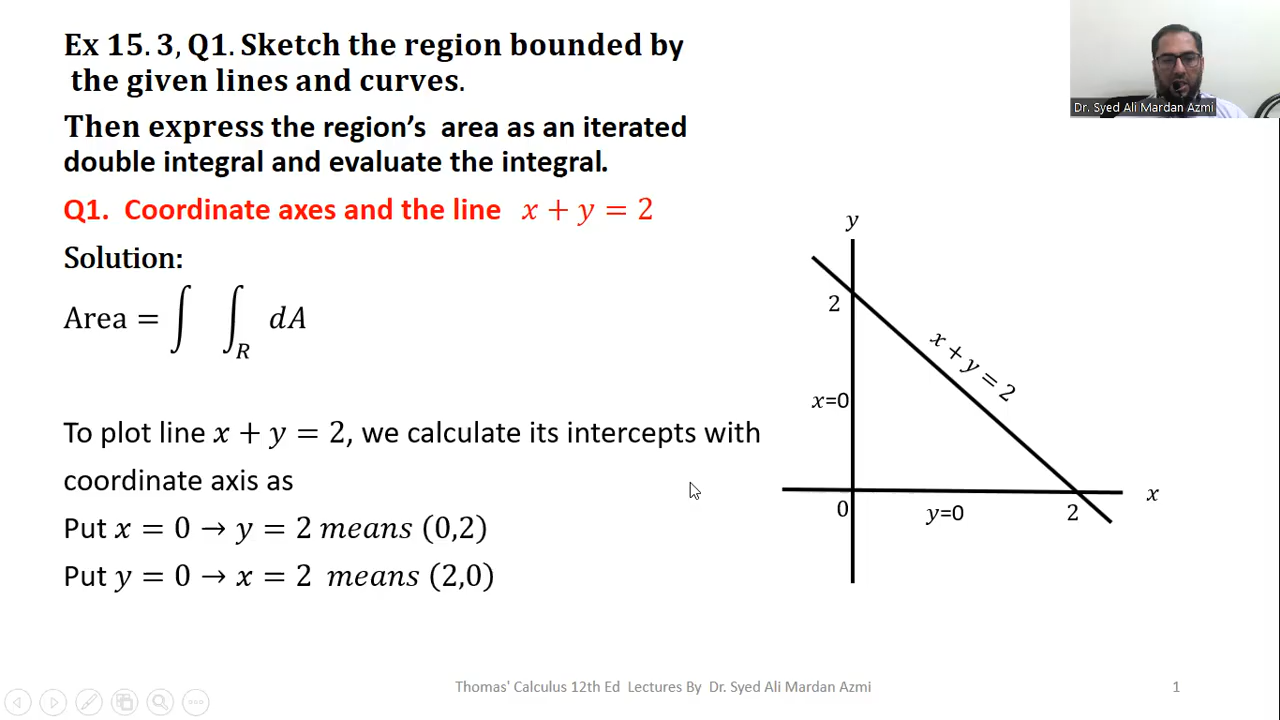 Ex 15. 3, Q1. Sketch the region bounded by
the given lines and curves.
Then express the region's area as an iterated
double integral and evaluate the integral.
Q1. Coordinate axes and the line x + y = 2
Solution:
Area = ∫ ∫_R dA
To plot line x + y = 2, we calculate its intercepts with
coordinate axis as
Put x = 0 → y = 2 means (0,2)
Put y = 0 → x = 2 means (2,0)
Dr. Syed Ali Mardan Azmi
y
2
x + y = 2
x=0
x
0
y=0
2
Thomas' Calculus 12th Ed Lectures By Dr. Syed Ali Mardan Azmi
1